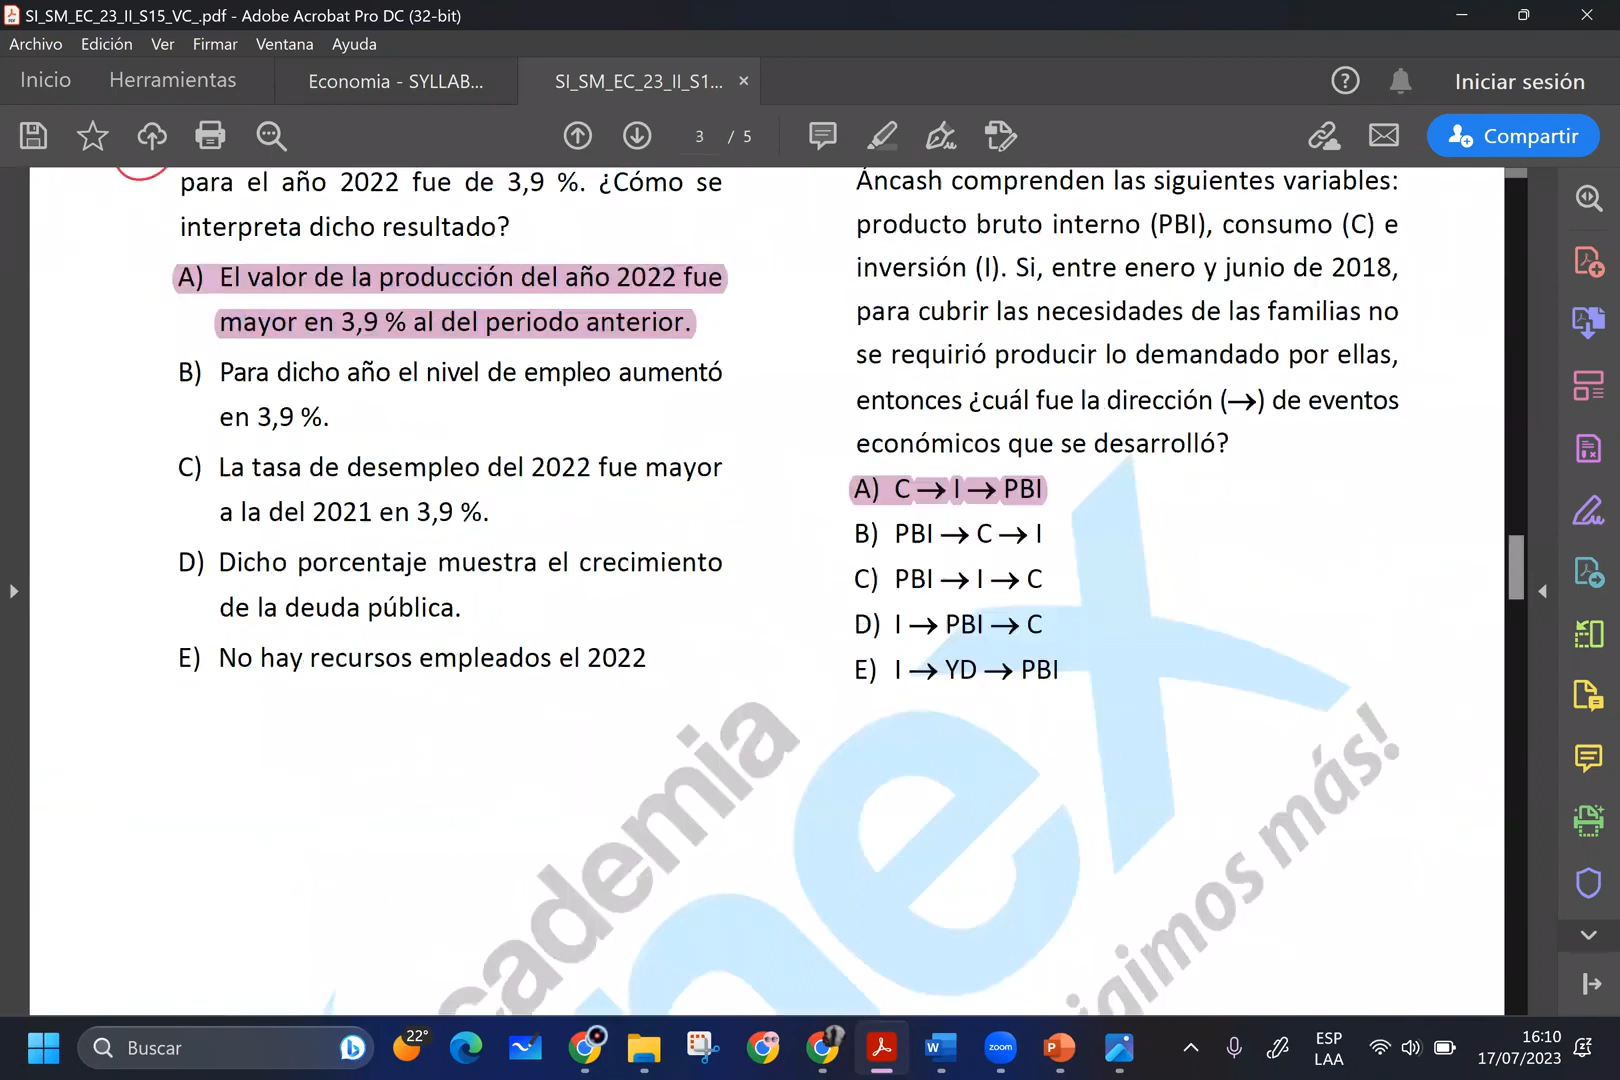 SI_SM_EC_23_II_S15_VC_.pdf - Adobe Acrobat Pro DC (32-bit)
Archivo Edición Ver Firmar Ventana Ayuda
Inicio Herramientas Economia - SYLLAB... SI_SM_EC_23_II_S1... Iniciar sesión
3 / 5 Compartir
para el año 2022 fue de 3,9 %. ¿Cómo se
interpreta dicho resultado?
A) El valor de la producción del año 2022 fue
mayor en 3,9 % al del periodo anterior.
B) Para dicho año el nivel de empleo aumentó
en 3,9 %.
C) La tasa de desempleo del 2022 fue mayor
a la del 2021 en 3,9 %.
D) Dicho porcentaje muestra el crecimiento
de la deuda pública.
E) No hay recursos empleados el 2022
Áncash comprenden las siguientes variables:
producto bruto interno (PBI), consumo (C) e
inversión (I). Si, entre enero y junio de 2018,
para cubrir las necesidades de las familias no
se requirió producir lo demandado por ellas,
entonces ¿cuál fue la dirección (→) de eventos
económicos que se desarrolló?
A) C → I → PBI
B) PBI → C → I
C) PBI → I → C
D) I → PBI → C
E) I → YD → PBI
cademia
nex
igimos más!
Buscar
22°
zoom
ESP
LAA
16:10
17/07/2023